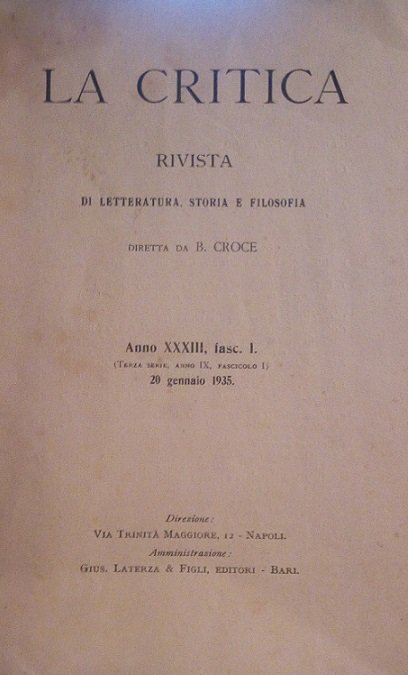 LA CRITICA
RIVISTA
DI LETTERATURA, STORIA E FILOSOFIA
DIRETTA DA B. CROCE
Anno XXXIII, fasc. I.
(TERZA SERIE, ANNO IX, FASCICOLO I)
20 gennaio 1935.
Direzione:
VIA TRINITÀ MAGGIORE, 12 - NAPOLI.
Amministrazione:
GIUS. LATERZA & FIGLI, EDITORI - BARI.